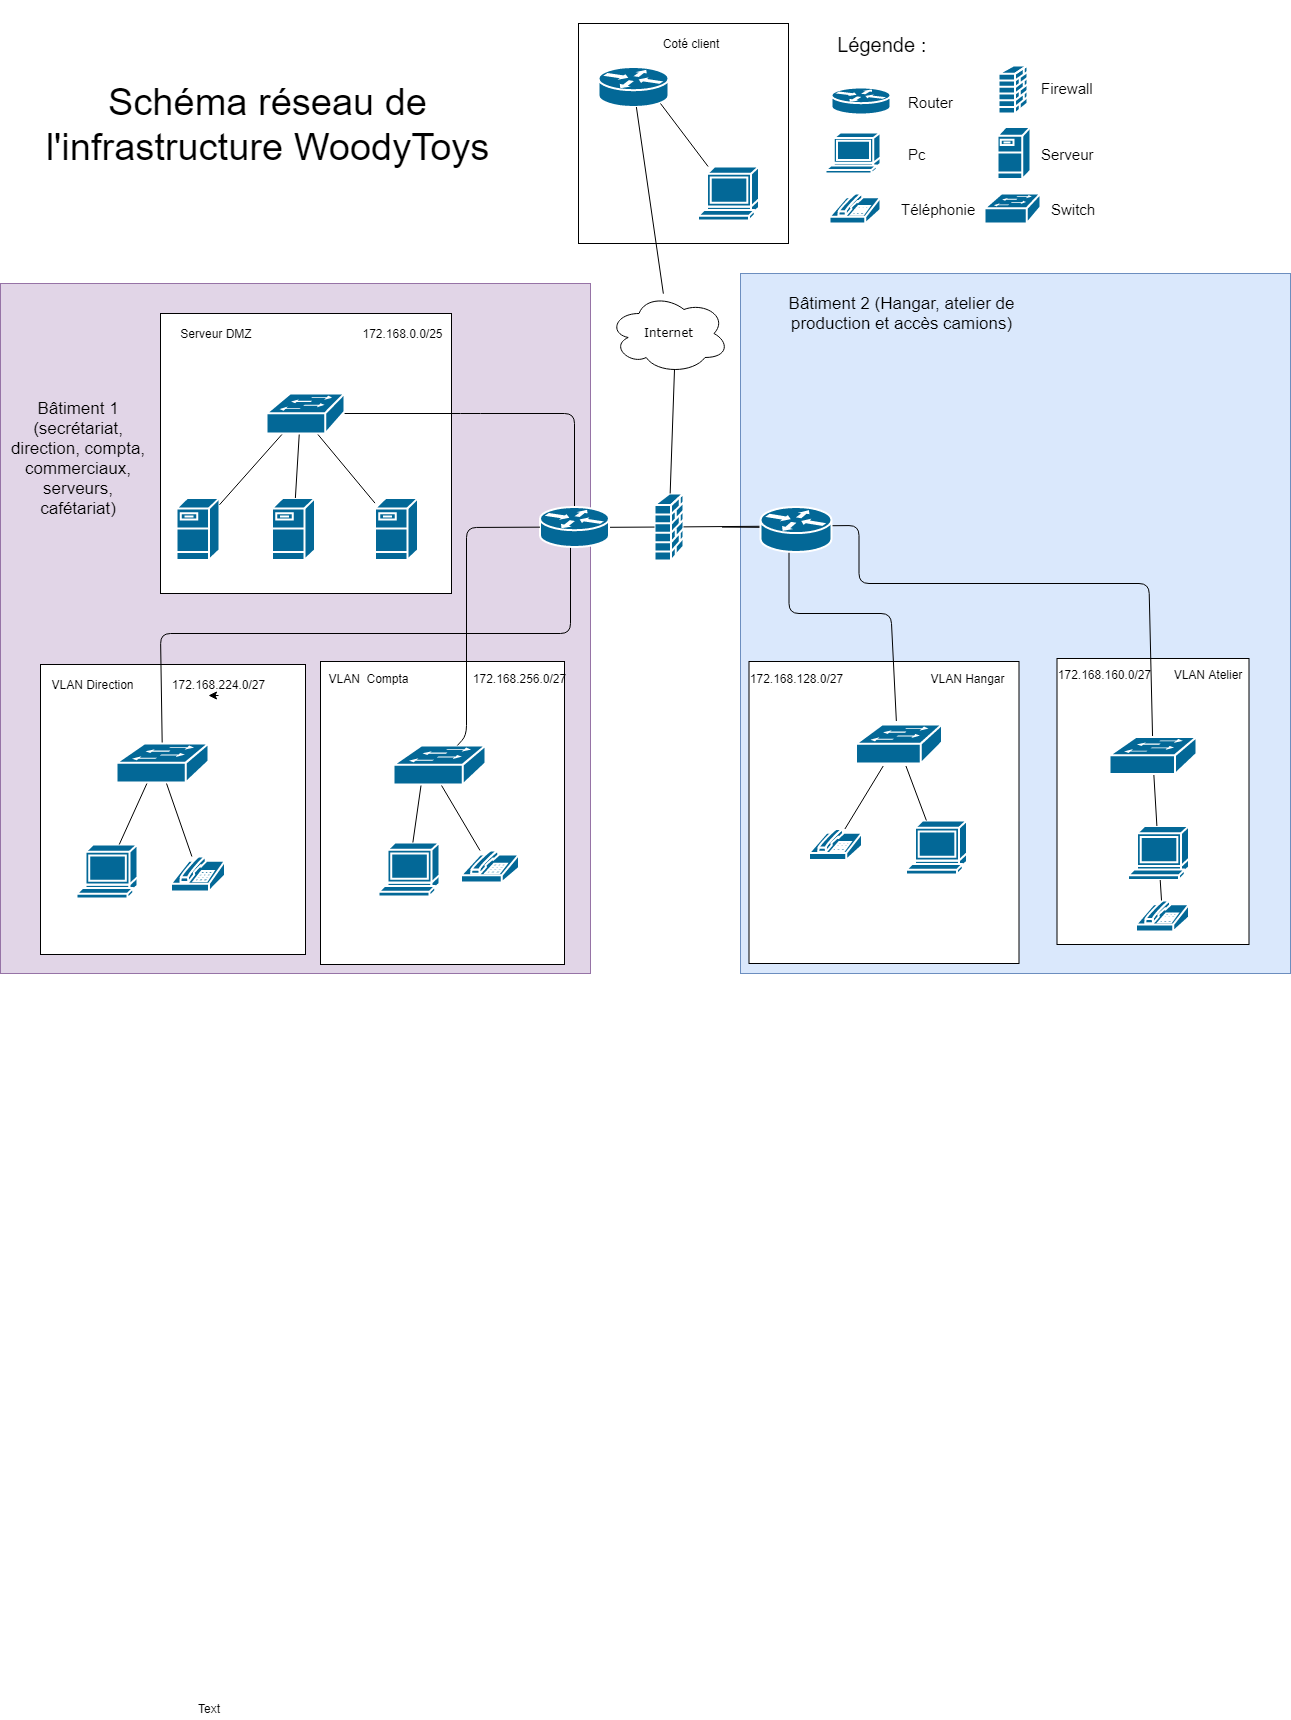 Schéma réseau de
l'infrastructure WoodyToys
Coté client
Légende :
Router
Firewall
Pc
Serveur
Téléphonie
Switch
Internet
Bâtiment 1
(secrétariat,
direction, compta,
commerciaux,
serveurs,
cafétariat)
Serveur DMZ 172.168.0.0/25
Bâtiment 2 (Hangar, atelier de
production et accès camions)
VLAN Direction 172.168.224.0/27
VLAN Compta 172.168.256.0/27
172.168.128.0/27 VLAN Hangar
172.168.160.0/27 VLAN Atelier
Text